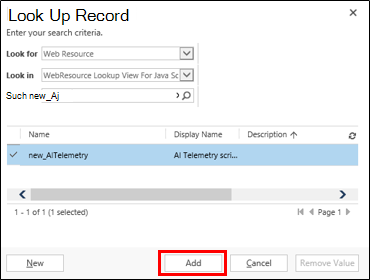 Look Up Record
Enter your search criteria.
Look for Web Resource
Look in WebResource Lookup View For Java Sc
Such new_Aj
Name Display Name Description
new_AITelemetry AI Telemetry scri...
1 - 1 of 1 (1 selected) Page 1
New Add Cancel Remove Value